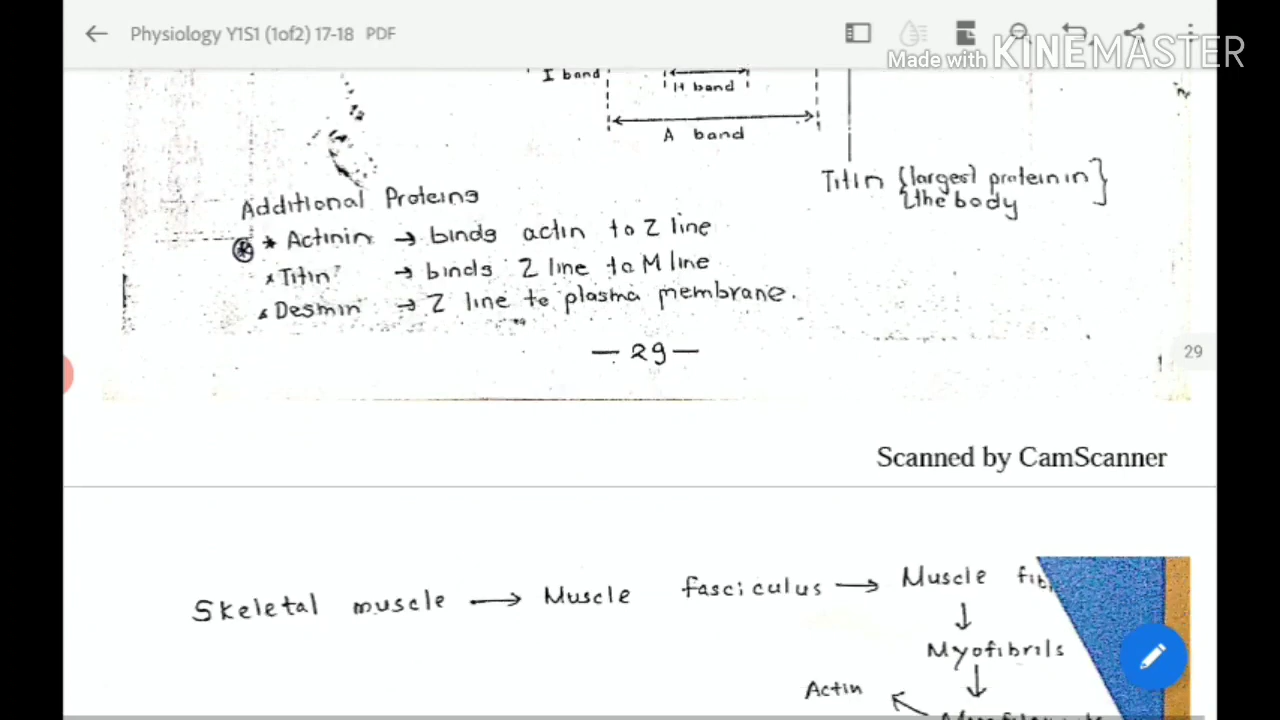 Physiology Y1S1 (1of2) 17-18 PDF
Made with KINEMASTER
I band
H band
A band
Titin {largest protein in
the body}
Additional Proteins
* Actinin → binds actin to Z line
* Titin → binds Z line to M line
* Desmin → Z line to plasma membrane.
— 29 —
29
Scanned by CamScanner
Skeletal muscle → Muscle fasciculus → Muscle
↓
Myofibrils
↓
Actin